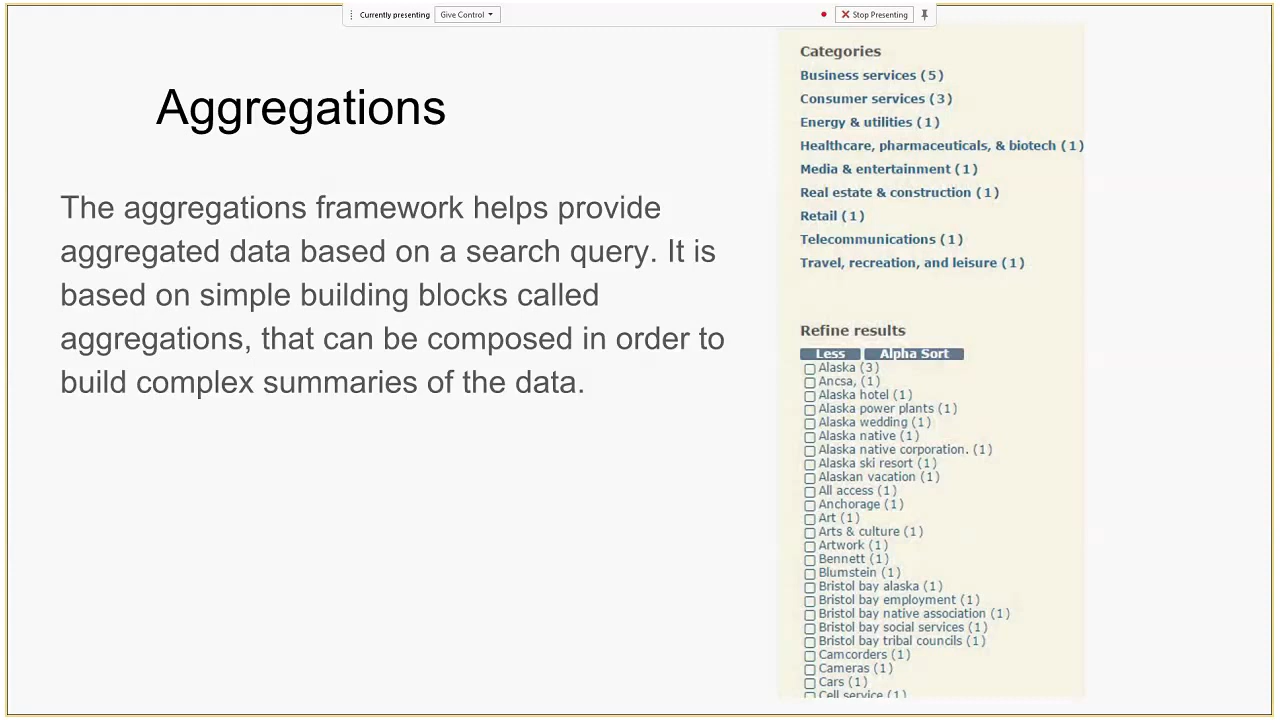 Currently presenting
Give Control
Stop Presenting
Aggregations
The aggregations framework helps provide
aggregated data based on a search query. It is
based on simple building blocks called
aggregations, that can be composed in order to
build complex summaries of the data.
Categories
Business services (5)
Consumer services (3)
Energy & utilities (1)
Healthcare, pharmaceuticals, & biotech (1)
Media & entertainment (1)
Real estate & construction (1)
Retail (1)
Telecommunications (1)
Travel, recreation, and leisure (1)
Refine results
Less Alpha Sort
Alaska (3)
Ancsa, (1)
Alaska hotel (1)
Alaska power plants (1)
Alaska wedding (1)
Alaska native (1)
Alaska native corporation. (1)
Alaska ski resort (1)
Alaskan vacation (1)
All access (1)
Anchorage (1)
Art (1)
Arts & culture (1)
Artwork (1)
Bennett (1)
Blumstein (1)
Bristol bay alaska (1)
Bristol bay employment (1)
Bristol bay native association (1)
Bristol bay social services (1)
Bristol bay tribal councils (1)
Camcorders (1)
Cameras (1)
Cars (1)
Cell service (1)